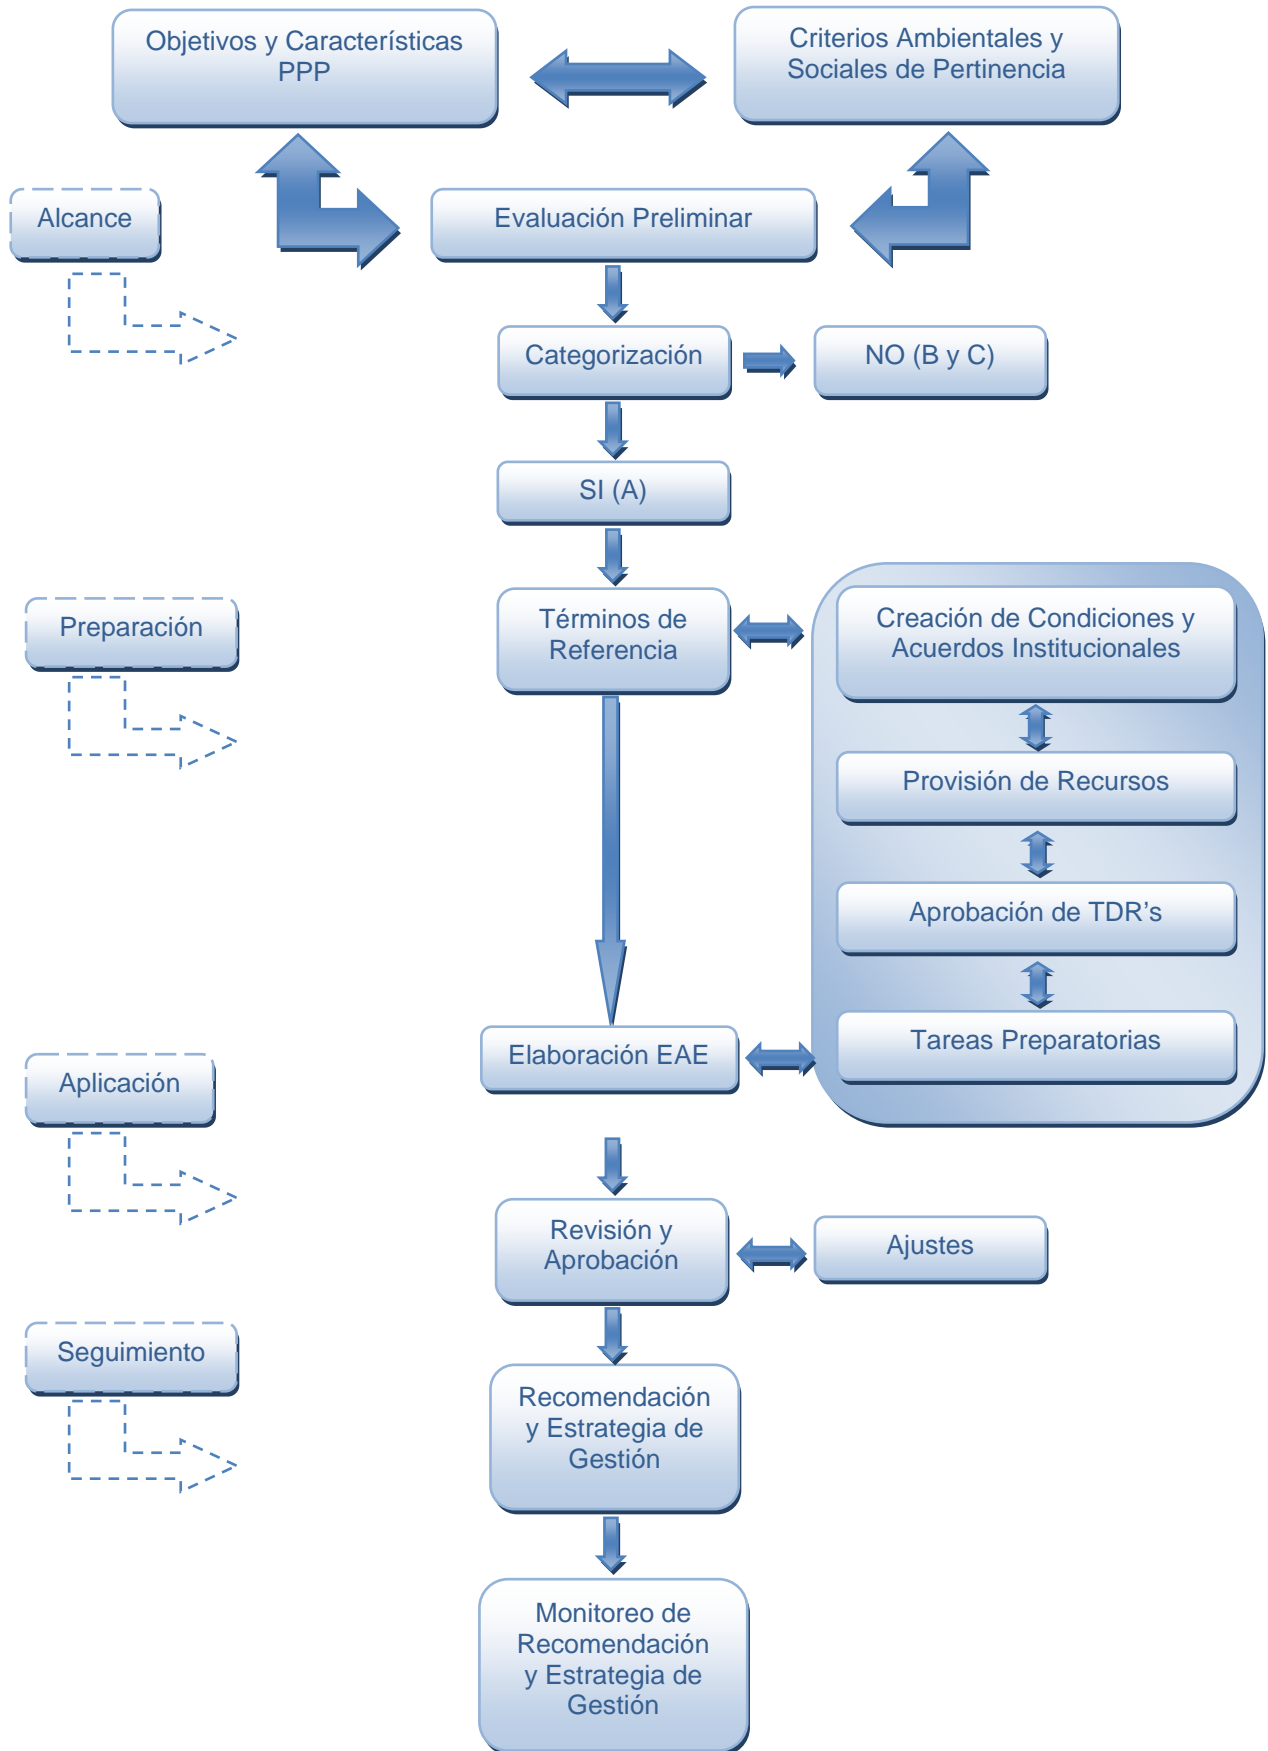 Objetivos y Características
PPP
Criterios Ambientales y
Sociales de Pertinencia
Alcance
Evaluación Preliminar
Categorización
NO (B y C)
SI (A)
Preparación
Términos de
Referencia
Creación de Condiciones y
Acuerdos Institucionales
Provisión de Recursos
Aprobación de TDR’s
Tareas Preparatorias
Elaboración EAE
Aplicación
Revisión y
Aprobación
Ajustes
Seguimiento
Recomendación
y Estrategia de
Gestión
Monitoreo de
Recomendación
y Estrategia de
Gestión